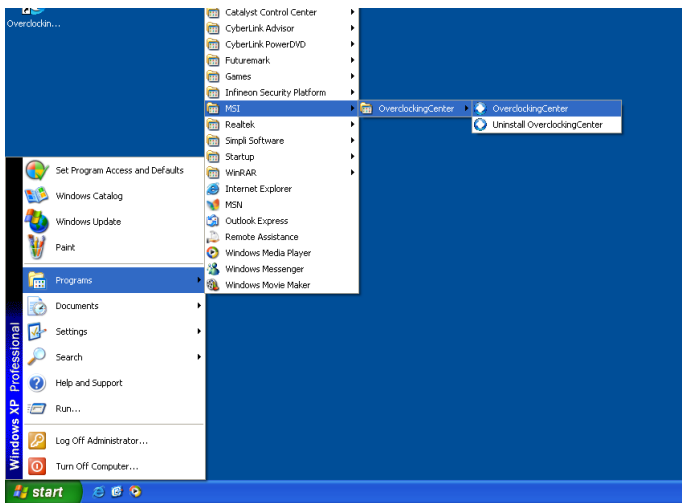 Overclockin...
Catalyst Control Center
CyberLink Advisor
CyberLink PowerDVD
Futuremark
Games
Infineon Security Platform
MSI
Realtek
Simpli Software
Startup
WinRAR
Internet Explorer
MSN
Outlook Express
Remote Assistance
Windows Media Player
Windows Messenger
Windows Movie Maker
OverclockingCenter
OverclockingCenter
Uninstall OverclockingCenter
Set Program Access and Defaults
Windows Catalog
Windows Update
Paint
Programs
Documents
Settings
Search
Help and Support
Run...
Log Off Administrator...
Turn Off Computer...
Windows XP Professional
start